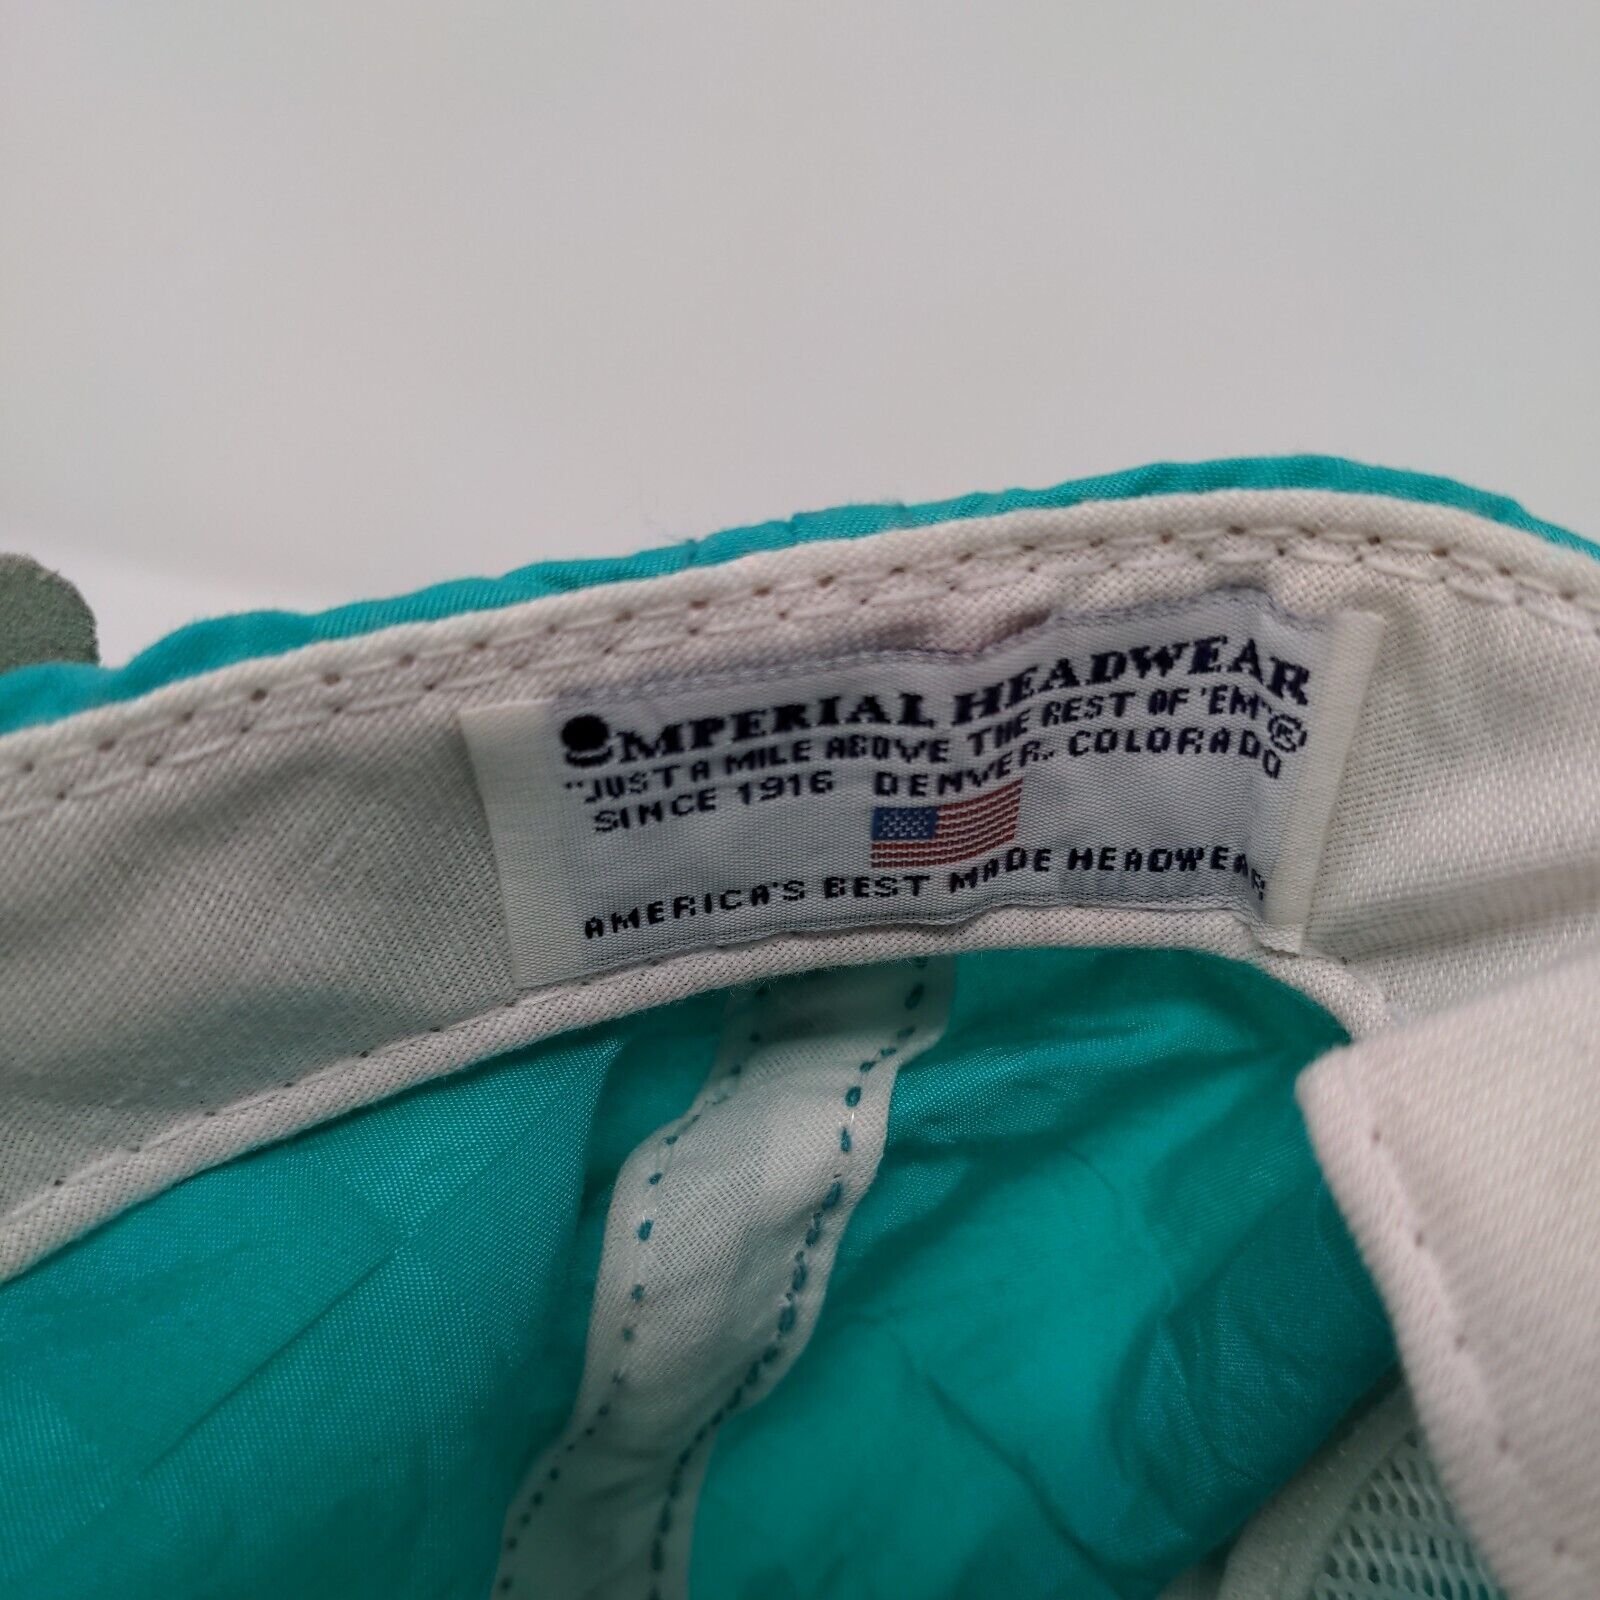 IMPERIAL HEADWEAR
"JUST A MILE ABOVE THE REST OF 'EM"®
SINCE 1916 DENVER, COLORADO
AMERICA'S BEST MADE HEADWEAR